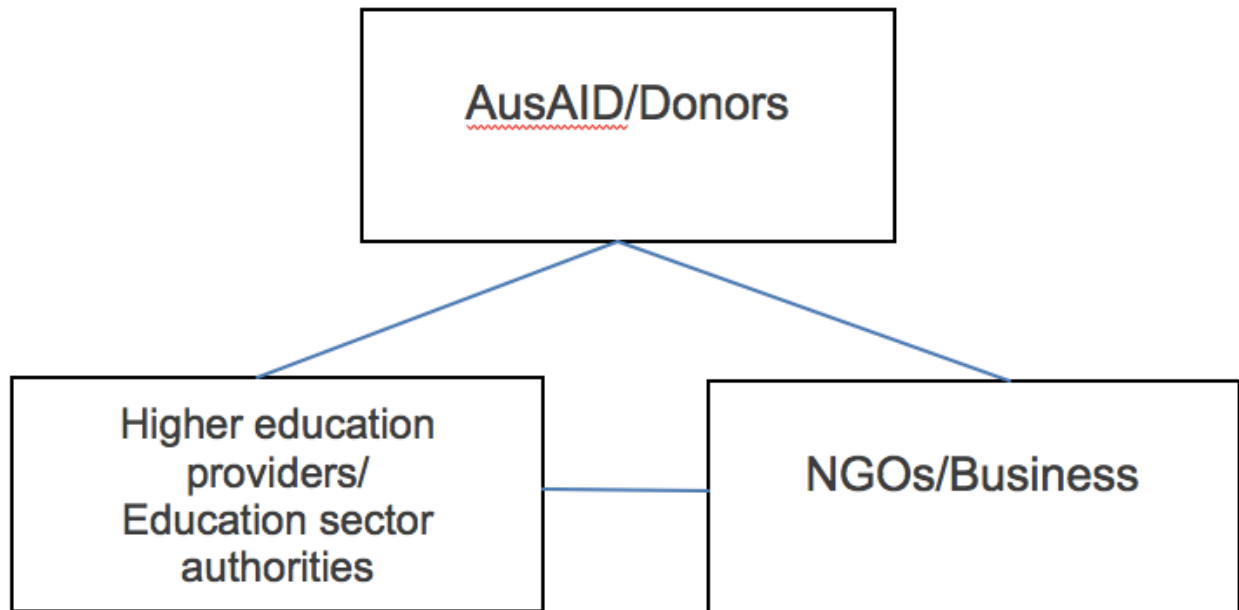 AusAID/Donors
Higher education
providers/
Education sector
authorities
NGOs/Business